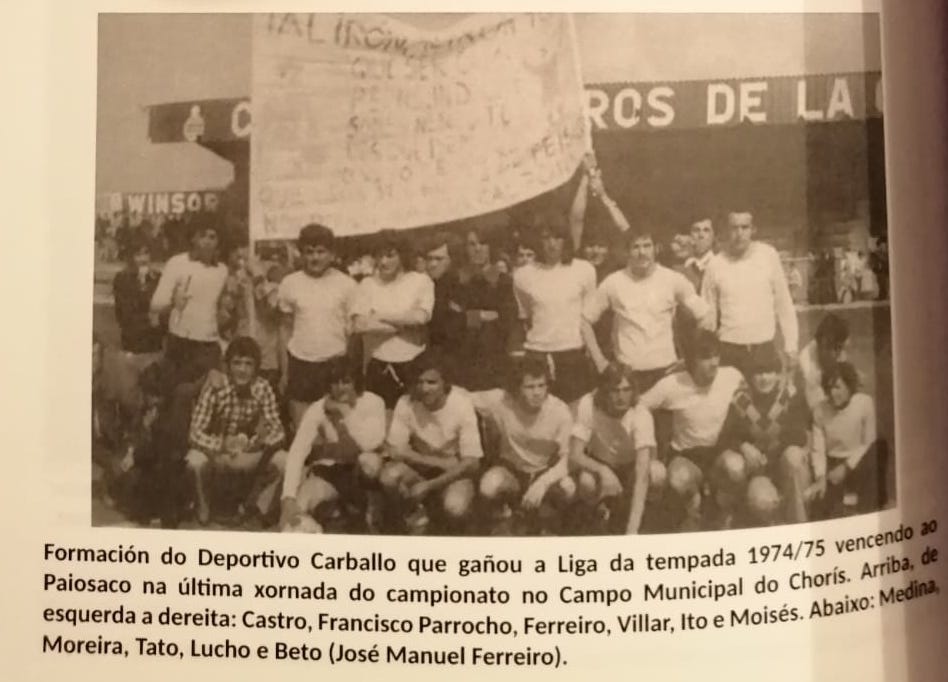 QUE SER
ROS DE LA
WINSOR
Formación do Deportivo Carballo que gañou a Liga da tempada 1974/75 vencendo ao
Paiosaco na última xornada do campionato no Campo Municipal do Chorís. Arriba, de
esquerda a dereita: Castro, Francisco Parrocho, Ferreiro, Villar, Ito e Moisés. Abaixo: Medina,
Moreira, Tato, Lucho e Beto (José Manuel Ferreiro).